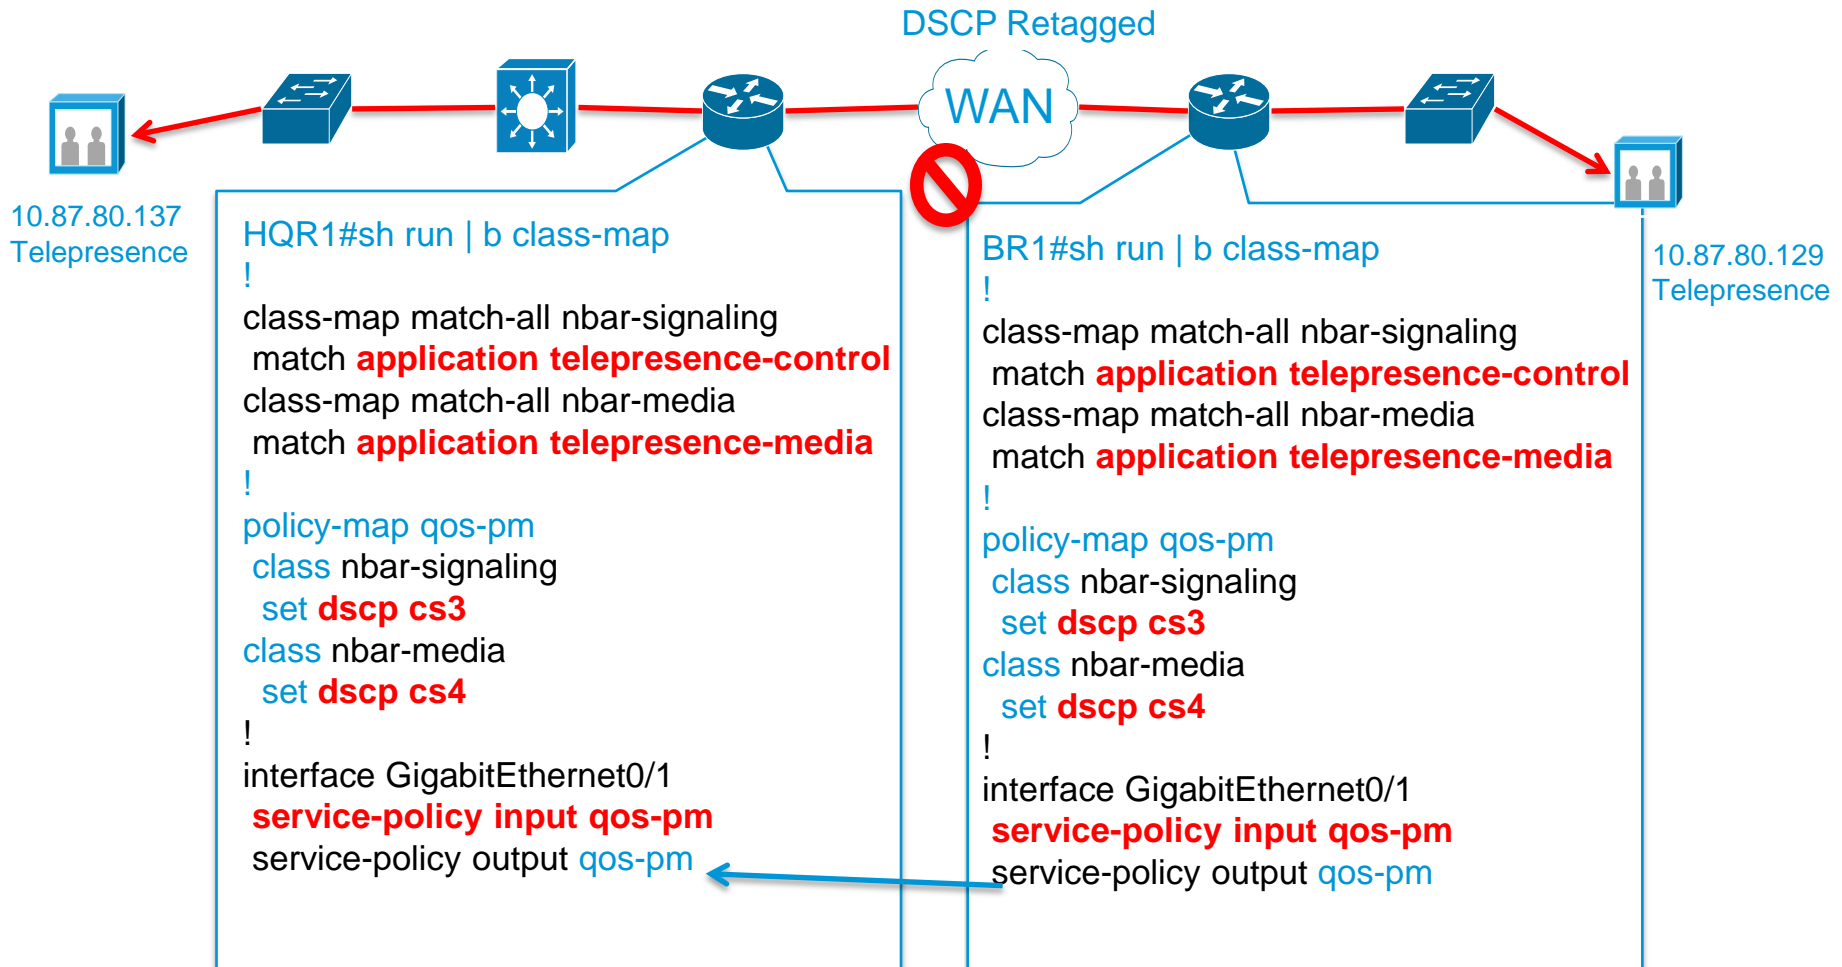 DSCP Retagged
WAN
10.87.80.137
Telepresence
HQR1#sh run | b class-map
!
class-map match-all nbar-signaling
match application telepresence-control
class-map match-all nbar-media
match application telepresence-media
!
policy-map qos-pm
class nbar-signaling
set dscp cs3
class nbar-media
set dscp cs4
!
interface GigabitEthernet0/1
service-policy input qos-pm
service-policy output qos-pm
BR1#sh run | b class-map
!
class-map match-all nbar-signaling
match application telepresence-control
class-map match-all nbar-media
match application telepresence-media
!
policy-map qos-pm
class nbar-signaling
set dscp cs3
class nbar-media
set dscp cs4
!
interface GigabitEthernet0/1
service-policy input qos-pm
service-policy output qos-pm
10.87.80.129
Telepresence